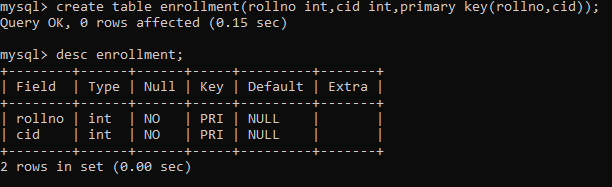 mysql> create table enrollment(rollno int,cid int,primary key(rollno,cid));
Query OK, 0 rows affected (0.15 sec)

mysql> desc enrollment;
+--------+------+------+-----+---------+-------+
| Field  | Type | Null | Key | Default | Extra |
+--------+------+------+-----+---------+-------+
| rollno | int  | NO   | PRI | NULL    |       |
| cid    | int  | NO   | PRI | NULL    |       |
+--------+------+------+-----+---------+-------+
2 rows in set (0.00 sec)